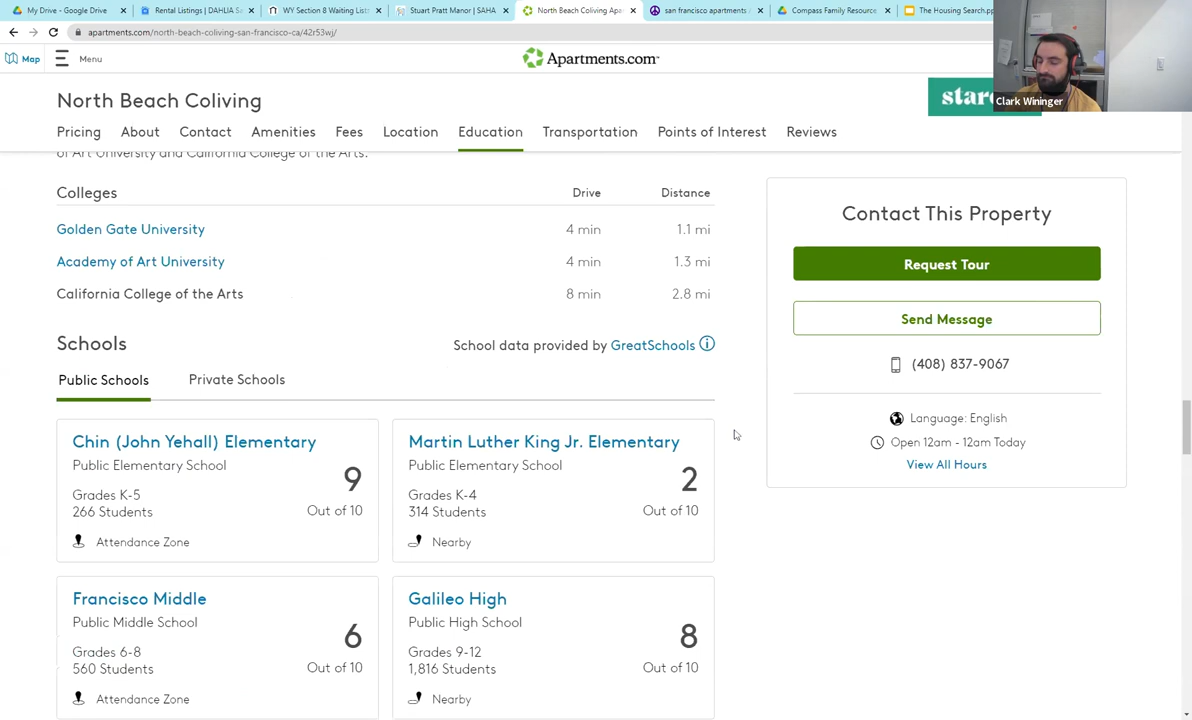 My Drive - Google Drive
Rental Listings | DAHLIA Sa
WY Section 8 Waiting Lists
Stuart Pratt Manor | SAHA
North Beach Coliving Apa
san francisco apartments
Compass Family Resource
The Housing Search.pp
apartments.com/north-beach-coliving-san-francisco-ca/42r53wj/
Map
Menu
Apartments.com
Clark Wininger
North Beach Coliving
Pricing
About
Contact
Amenities
Fees
Location
Education
Transportation
Points of Interest
Reviews
of Art University and California College of the Arts.
Colleges Drive Distance
Golden Gate University 4 min 1.1 mi
Academy of Art University 4 min 1.3 mi
California College of the Arts 8 min 2.8 mi
Schools
School data provided by GreatSchools
Public Schools
Private Schools
Chin (John Yehall) Elementary
Public Elementary School
Grades K-5
266 Students
9
Out of 10
Attendance Zone
Martin Luther King Jr. Elementary
Public Elementary School
Grades K-4
314 Students
2
Out of 10
Nearby
Francisco Middle
Public Middle School
Grades 6-8
560 Students
6
Out of 10
Attendance Zone
Galileo High
Public High School
Grades 9-12
1,816 Students
8
Out of 10
Nearby
Contact This Property
Request Tour
Send Message
(408) 837-9067
Language: English
Open 12am - 12am Today
View All Hours